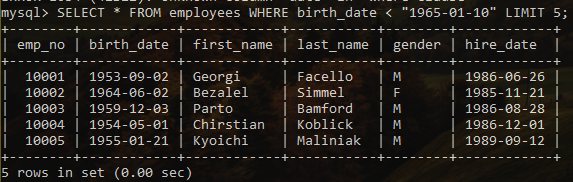 mysql> SELECT * FROM employees WHERE birth_date < "1965-01-10" LIMIT 5;
+--------+------------+------------+-----------+--------+------------+
| emp_no | birth_date | first_name | last_name | gender | hire_date  |
+--------+------------+------------+-----------+--------+------------+
|  10001 | 1953-09-02 | Georgi     | Facello   | M      | 1986-06-26 |
|  10002 | 1964-06-02 | Bezalel    | Simmel    | F      | 1985-11-21 |
|  10003 | 1959-12-03 | Parto      | Bamford   | M      | 1986-08-28 |
|  10004 | 1954-05-01 | Chirstian  | Koblick   | M      | 1986-12-01 |
|  10005 | 1955-01-21 | Kyoichi    | Maliniak  | M      | 1989-09-12 |
+--------+------------+------------+-----------+--------+------------+
5 rows in set (0.00 sec)